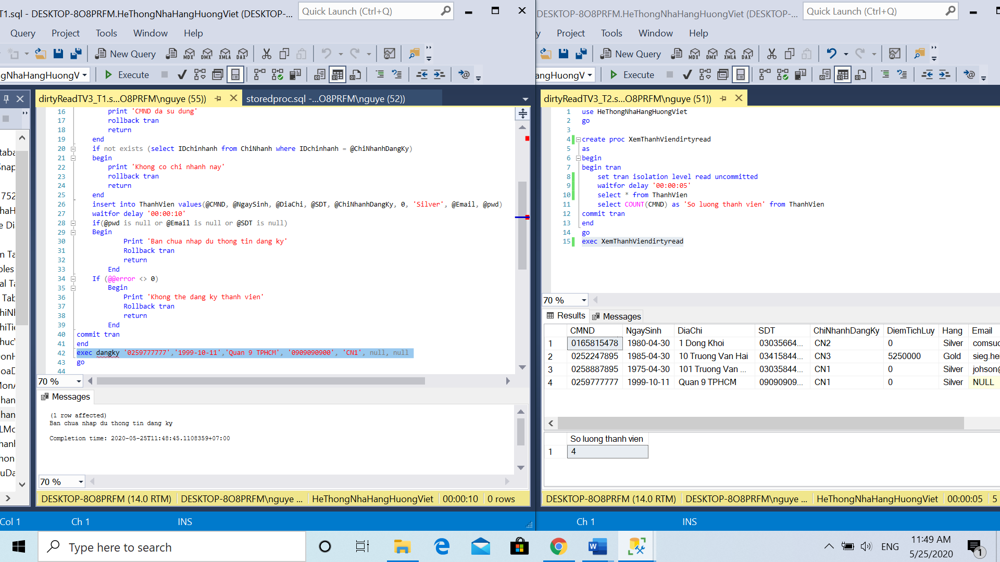 T1.sql - DESKTOP-8O8PRFM.HeThongNhaHangHuongViet (DESKTOP-...
Quick Launch (Ctrl+Q)
Query Project Tools Window Help
New Query
gNhaHangHuongV
Execute
dirtyReadTV3_T1.s...O8PRFM\nguye (55))
storedproc.sql -...O8PRFM\nguye (52))
16 print 'CMND da su dung'
17 rollback tran
18 return
19 end
20 if not exists (select IDchinhanh from ChiNhanh where IDchinhanh = @ChiNhanhDangKy)
21 begin
22 print 'Khong co chi nhanh nay'
23 rollback tran
24 return
25 end
26 insert into ThanhVien values(@CMND, @NgaySinh, @DiaChi, @SDT, @ChiNhanhDangKy, 0, 'Silver', @Email, @pwd)
27 waitfor delay '00:00:10'
28 if(@pwd is null or @Email is null or @SDT is null)
29 Begin
30 Print 'Ban chua nhap du thong tin dang ky'
31 Rollback tran
32 return
33 End
34 If (@@error <> 0)
35 Begin
36 Print 'Khong the dang ky thanh vien'
37 Rollback tran
38 return
39 End
40 commit tran
41 end
42 exec dangky '0259777777','1999-10-11','Quan 9 TPHCM', '0909090900', 'CN1', null, null
43 go
44
70 %
Messages
(1 row affected)
Ban chua nhap du thong tin dang ky
Completion time: 2020-05-25T11:48:45.1108359+07:00
70 %
DESKTOP-8O8PRFM (14.0 RTM) DESKTOP-8O8PRFM\nguye ... HeThongNhaHangHuongViet 00:00:10 0 rows
Col 1 Ch 1 INS
DESKTOP-8O8PRFM.HeThongNhaHangHuongViet (DESKTOP-...
Quick Launch (Ctrl+Q)
y Project Tools Window Help
New Query
angHuongV
Execute
dirtyReadTV3_T2.s...O8PRFM\nguye (51))
1 use HeThongNhaHangHuongViet
2 go
3
4 create proc XemThanhViendirtyread
5 as
6 begin
7 begin tran
8 set tran isolation level read uncommitted
9 waitfor delay '00:00:05'
10 select * from ThanhVien
11 select COUNT(CMND) as 'So luong thanh vien' from ThanhVien
12 commit tran
13 end
14 go
15 exec XemThanhViendirtyread
70 %
Results Messages
CMND NgaySinh DiaChi SDT ChiNhanhDangKy DiemTichLuy Hang Email
1 0165815478 1980-04-30 1 Dong Khoi 03035664... CN2 0 Silver comsuc
2 0252247895 1985-04-30 10 Truong Van Hai 03415844... CN3 5250000 Gold sieg.hei
3 0258887895 1975-04-30 101 Truong Van ... 03035844... CN1 0 Silver johson@
4 0259777777 1999-10-11 Quan 9 TPHCM 09090909... CN1 0 Silver NULL
So luong thanh vien
1 4
DESKTOP-8O8PRFM (14.0 RTM) DESKTOP-8O8PRFM\nguye ... HeThongNhaHangHuongViet 00:00:05 5
Ch 1 INS
Type here to search
ENG
11:49 AM
5/25/2020
1